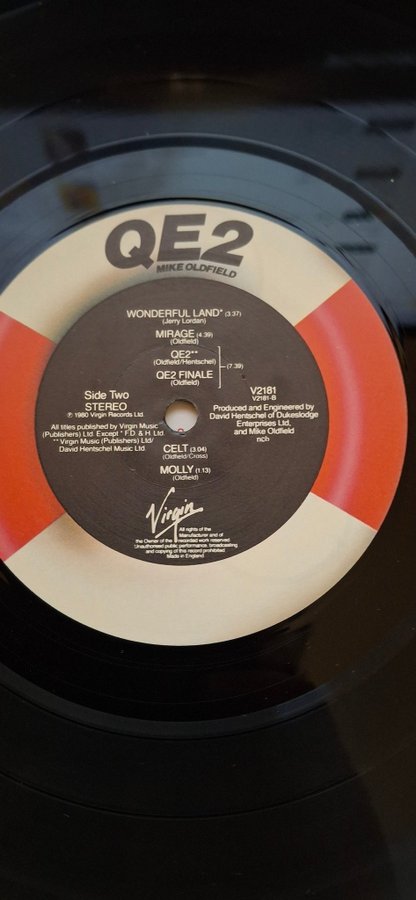 QE2
MIKE OLDFIELD
WONDERFUL LAND* (3:37)
(Jerry Lordan)
MIRAGE (4.39)
(Oldfield)
QE2**
(Oldfield/Hentschel)
(7.39)
QE2 FINALE
(Oldfield)
Side Two
STEREO
℗ 1980 Virgin Records Ltd.
All titles published by Virgin Music
(Publishers) Ltd. Except * F.D. & H. Ltd.
** Virgin Music (Publishers) Ltd/
David Hentschel Music Ltd.
V2181
V2181-B
Produced and Engineered by
David Hentschel of Dukeslodge
Enterprises Ltd,
and Mike Oldfield
nch
CELT (3.04)
(Oldfield/Cross)
MOLLY (1.13)
(Oldfield)
Virgin
All rights of the
Manufacturer and of
the Owner of the recorded work reserved
Unauthorised public performance, broadcasting
and copying of this record prohibited
Made in England.